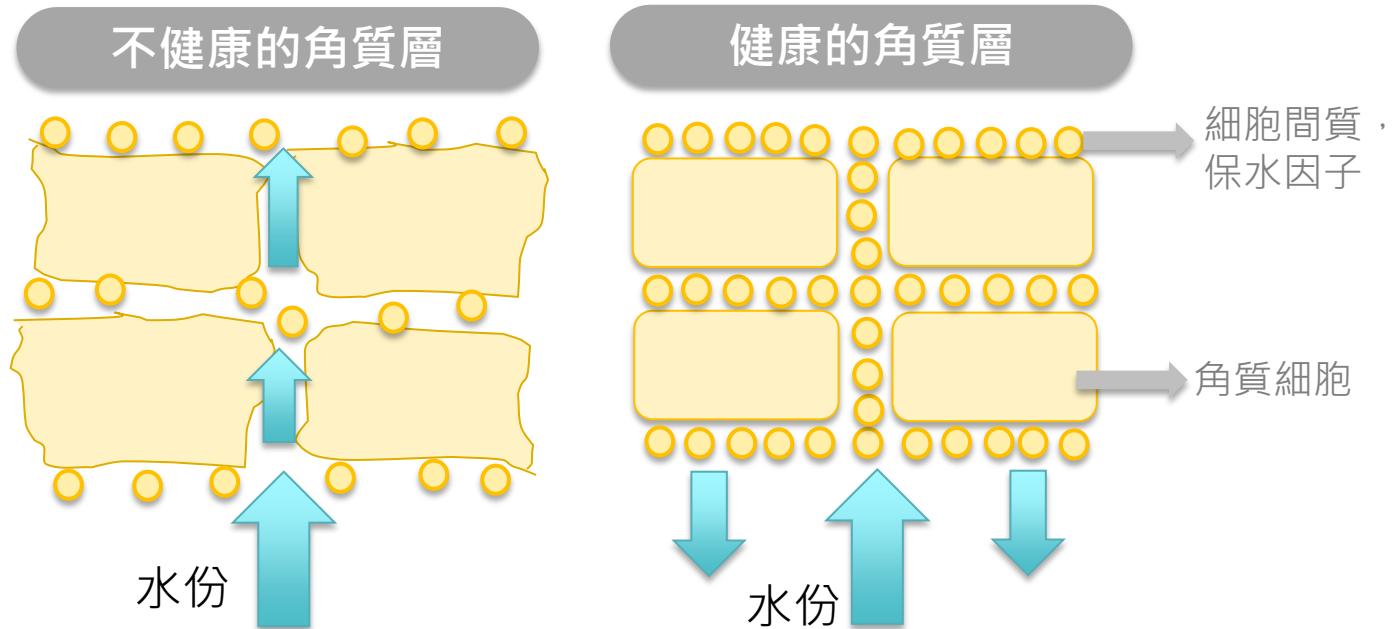 不健康的角質層
健康的角質層
細胞間質，
保水因子
角質細胞
水份
水份